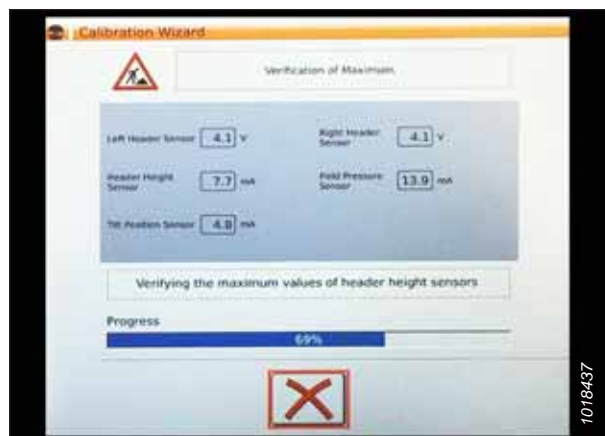 Calibration Wizard
Verification of Maximum
Left Header Sensor 4.1 V
Right Header
Sensor 4.1 V
Header Height
Sensor 7.7 mA
Field Pressure
Sensor 13.9 mA
Tilt Position Sensor 4.8 mA
Verifying the maximum values of header height sensors
Progress
69%
1018437